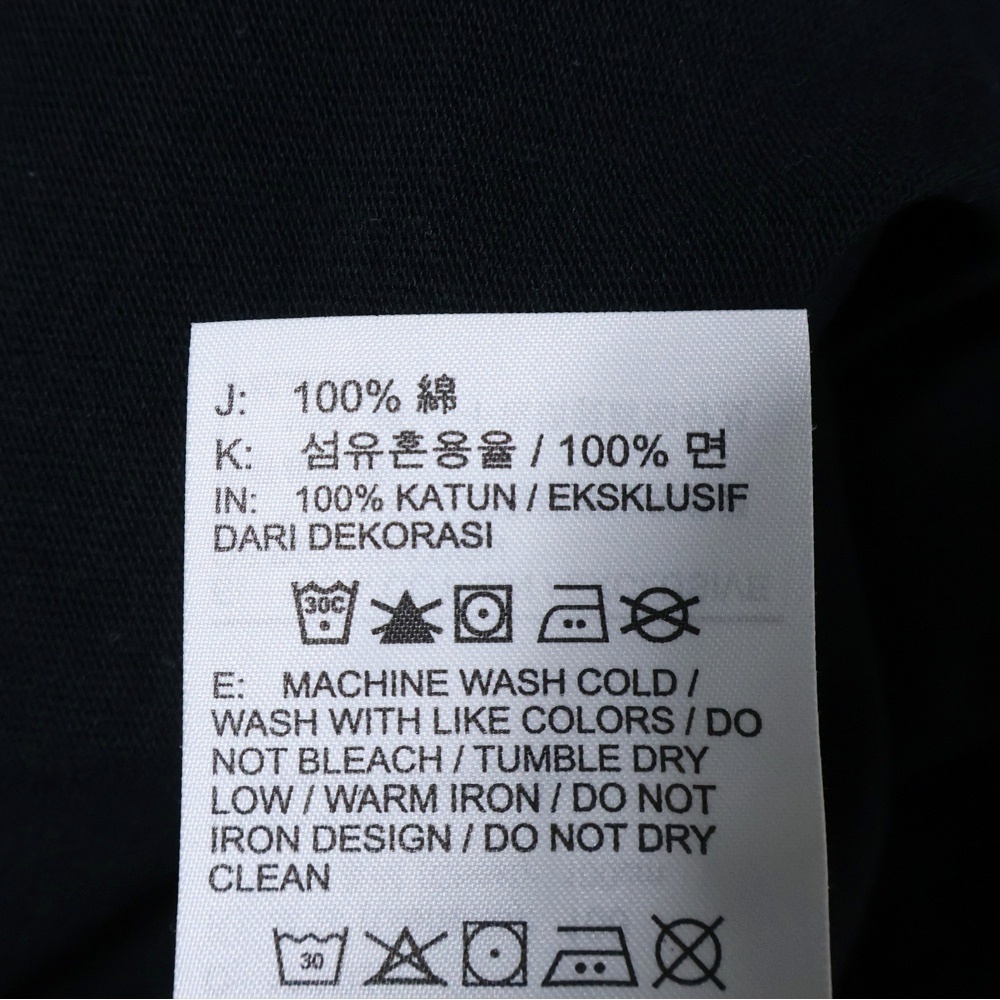 J: 100% 綿
K: 섬유혼용율 / 100% 면
IN: 100% KATUN / EKSKLUSIF
DARI DEKORASI
30C
E: MACHINE WASH COLD /
WASH WITH LIKE COLORS / DO
NOT BLEACH / TUMBLE DRY
LOW / WARM IRON / DO NOT
IRON DESIGN / DO NOT DRY
CLEAN
30